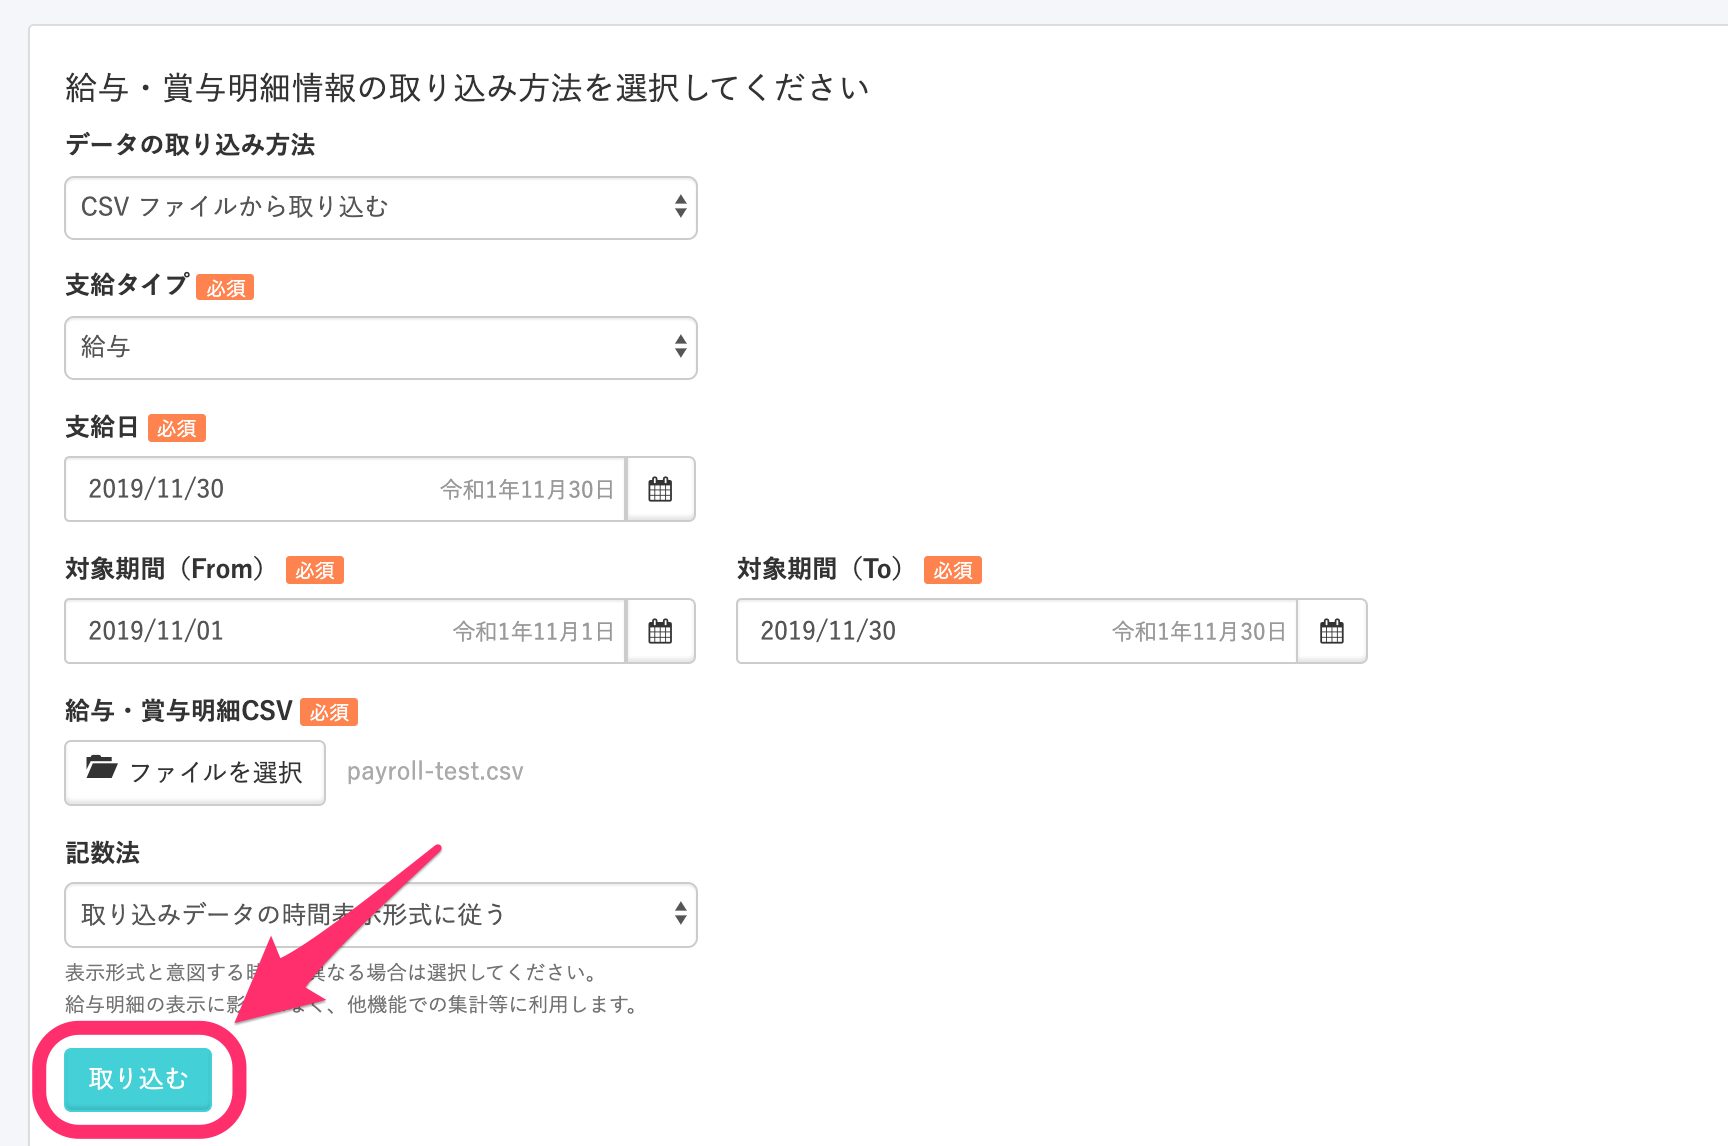 給与・賞与明細情報の取り込み方法を選択してください
データの取り込み方法
CSV ファイルから取り込む
支給タイプ 必須
給与
支給日 必須
2019/11/30 令和1年11月30日
対象期間（From） 必須 対象期間（To） 必須
2019/11/01 令和1年11月1日 2019/11/30 令和1年11月30日
給与・賞与明細CSV 必須
ファイルを選択 payroll-test.csv
記数法
取り込みデータの時間表示形式に従う
表示形式と意図する時 異なる場合は選択してください。
給与明細の表示に影 なく、他機能での集計等に利用します。
取り込む